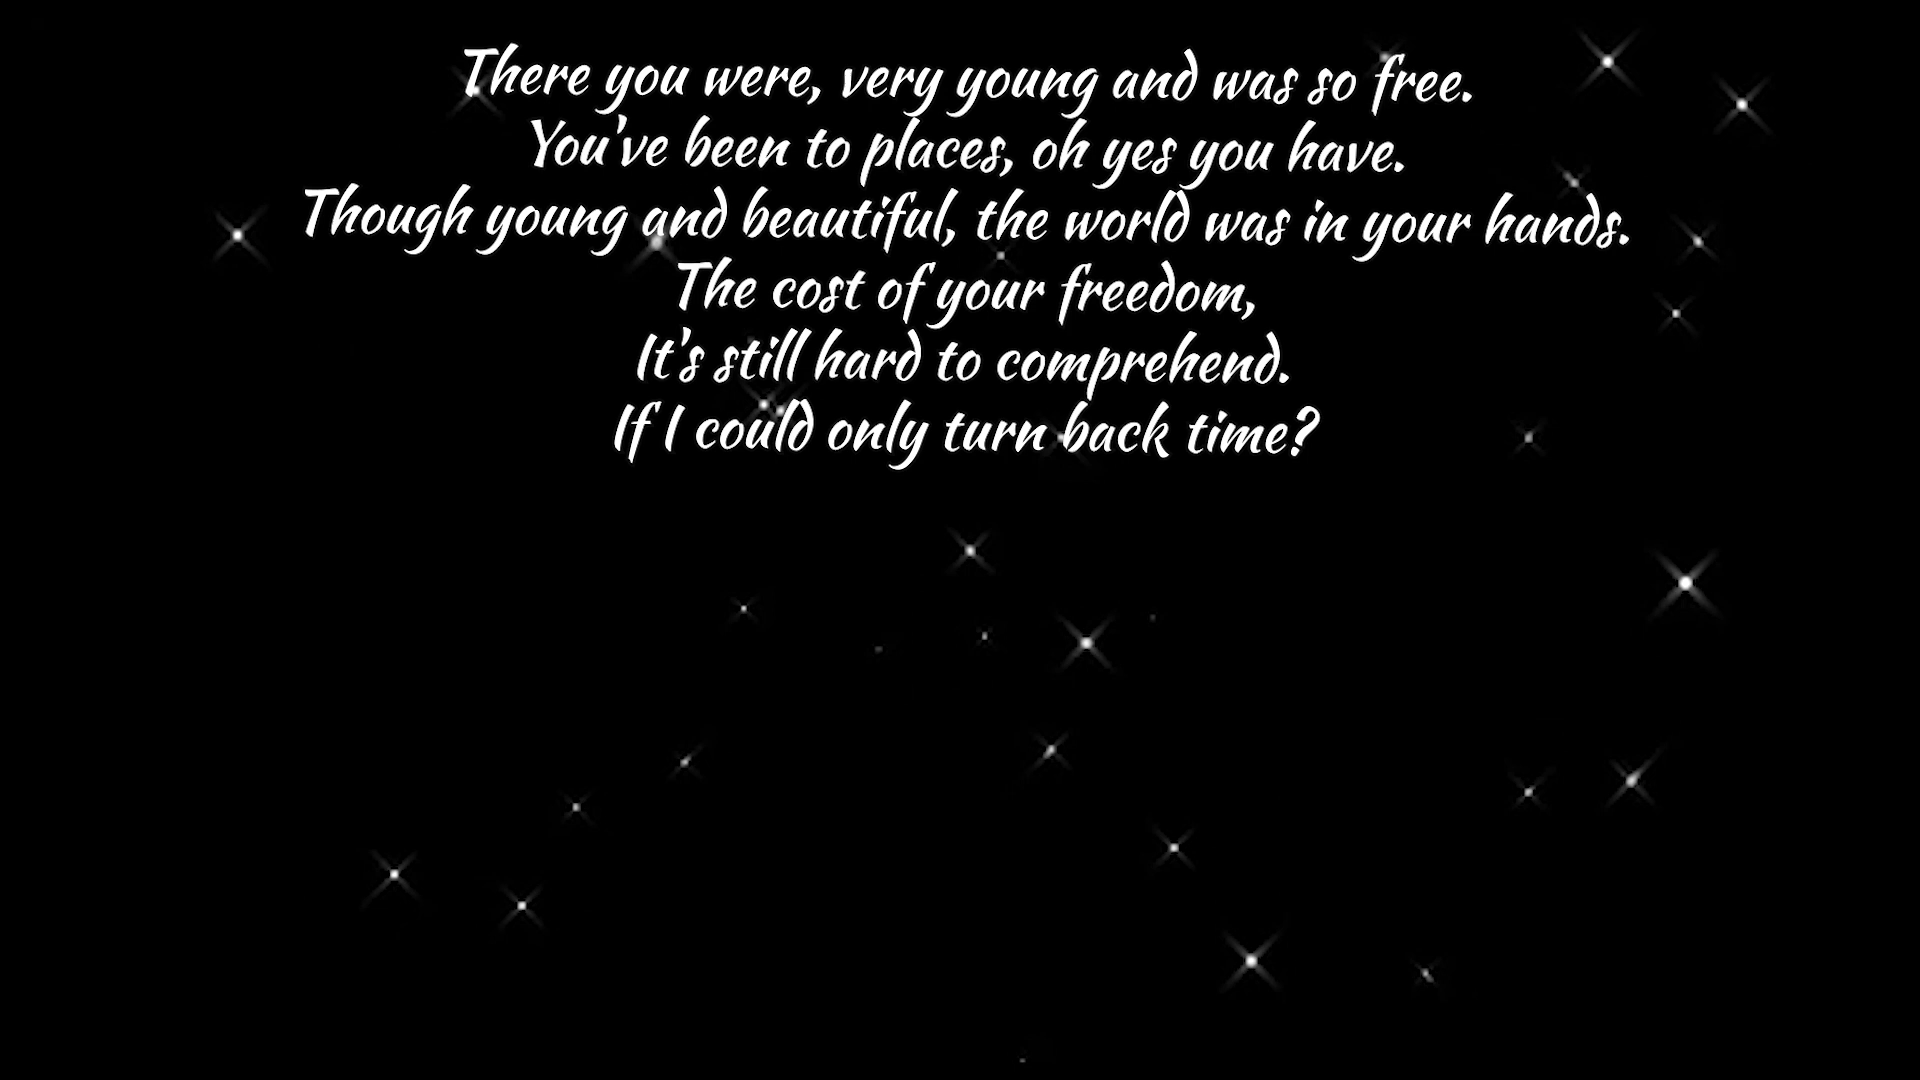 There you were, very young and was so free.
You've been to places, oh yes you have.
Though young and beautiful, the world was in your hands.
The cost of your freedom,
It's still hard to comprehend.
If I could only turn back time?